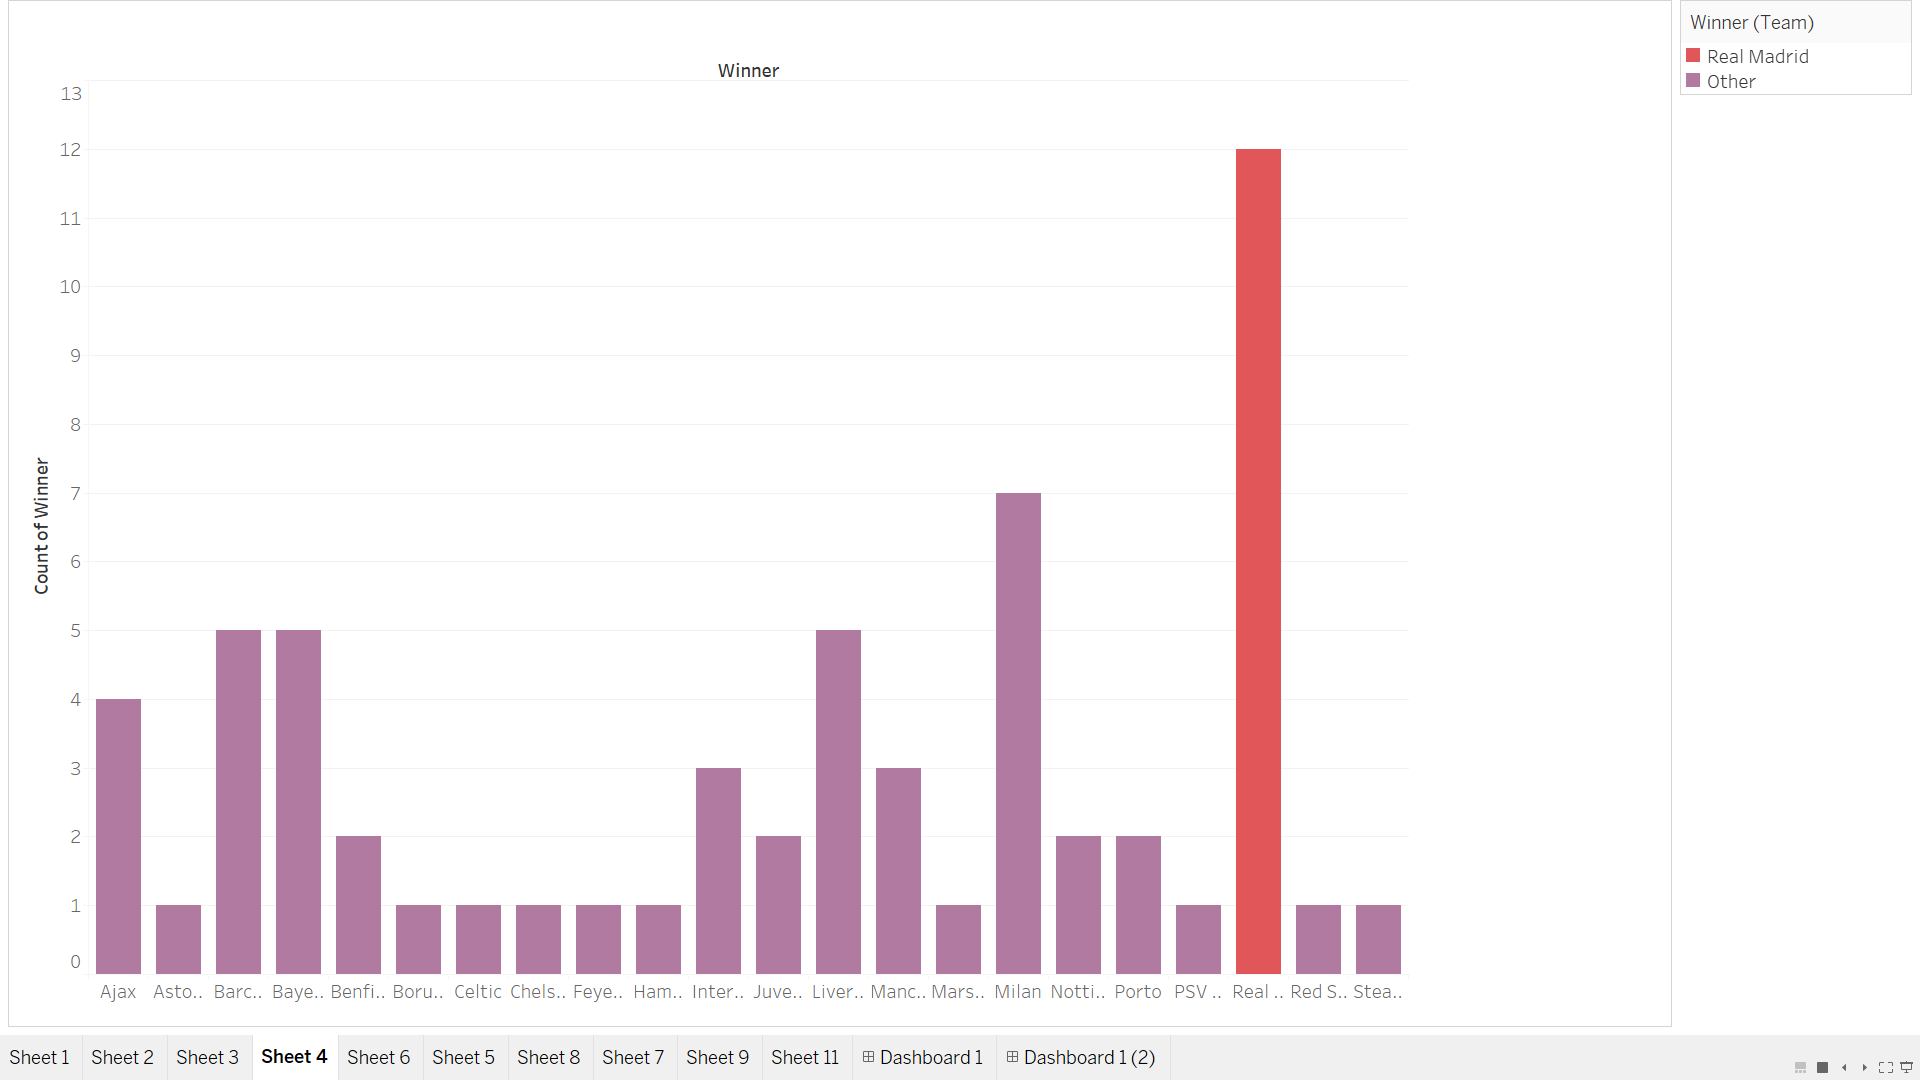 Winner
13
12
11
10
9
8
7
6
5
4
3
2
1
0
Count of Winner
Ajax Asto.. Barc.. Baye.. Benfi.. Boru.. Celtic Chels.. Feye.. Ham.. Inter.. Juve.. Liver.. Manc.. Mars.. Milan Notti.. Porto PSV .. Real .. Red S.. Stea..
Winner (Team)
Real Madrid
Other
Sheet 1 Sheet 2 Sheet 3 Sheet 4 Sheet 6 Sheet 5 Sheet 8 Sheet 7 Sheet 9 Sheet 11 Dashboard 1 Dashboard 1 (2)